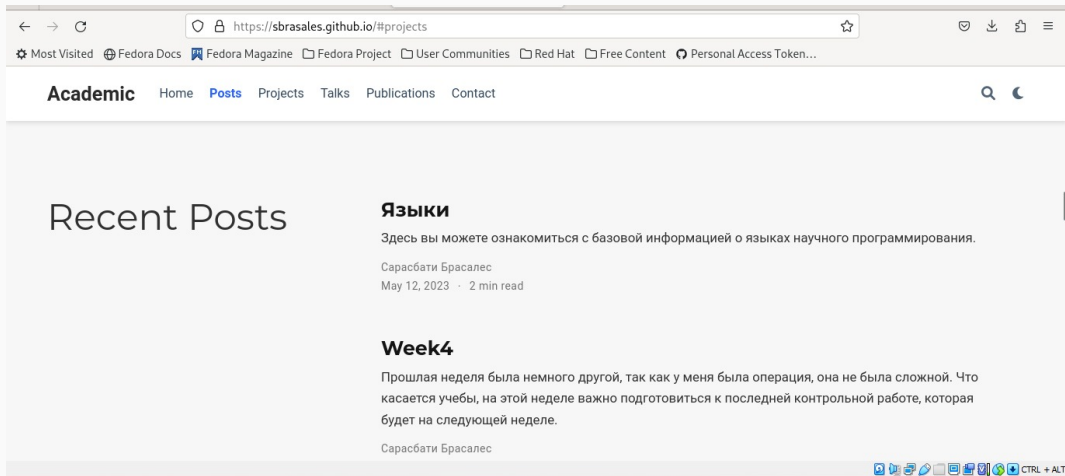 https://sbrasales.github.io/#projects
Most Visited Fedora Docs Fedora Magazine Fedora Project User Communities Red Hat Free Content Personal Access Token...
Academic Home Posts Projects Talks Publications Contact
Recent Posts
Языки
Здесь вы можете ознакомиться с базовой информацией о языках научного программирования.
Сарасбати Брасалес
May 12, 2023 · 2 min read
Week4
Прошлая неделя была немного другой, так как у меня была операция, она не была сложной. Что
касается учебы, на этой неделе важно подготовиться к последней контрольной работе, которая
будет на следующей неделе.
Сарасбати Брасалес
CTRL + ALT